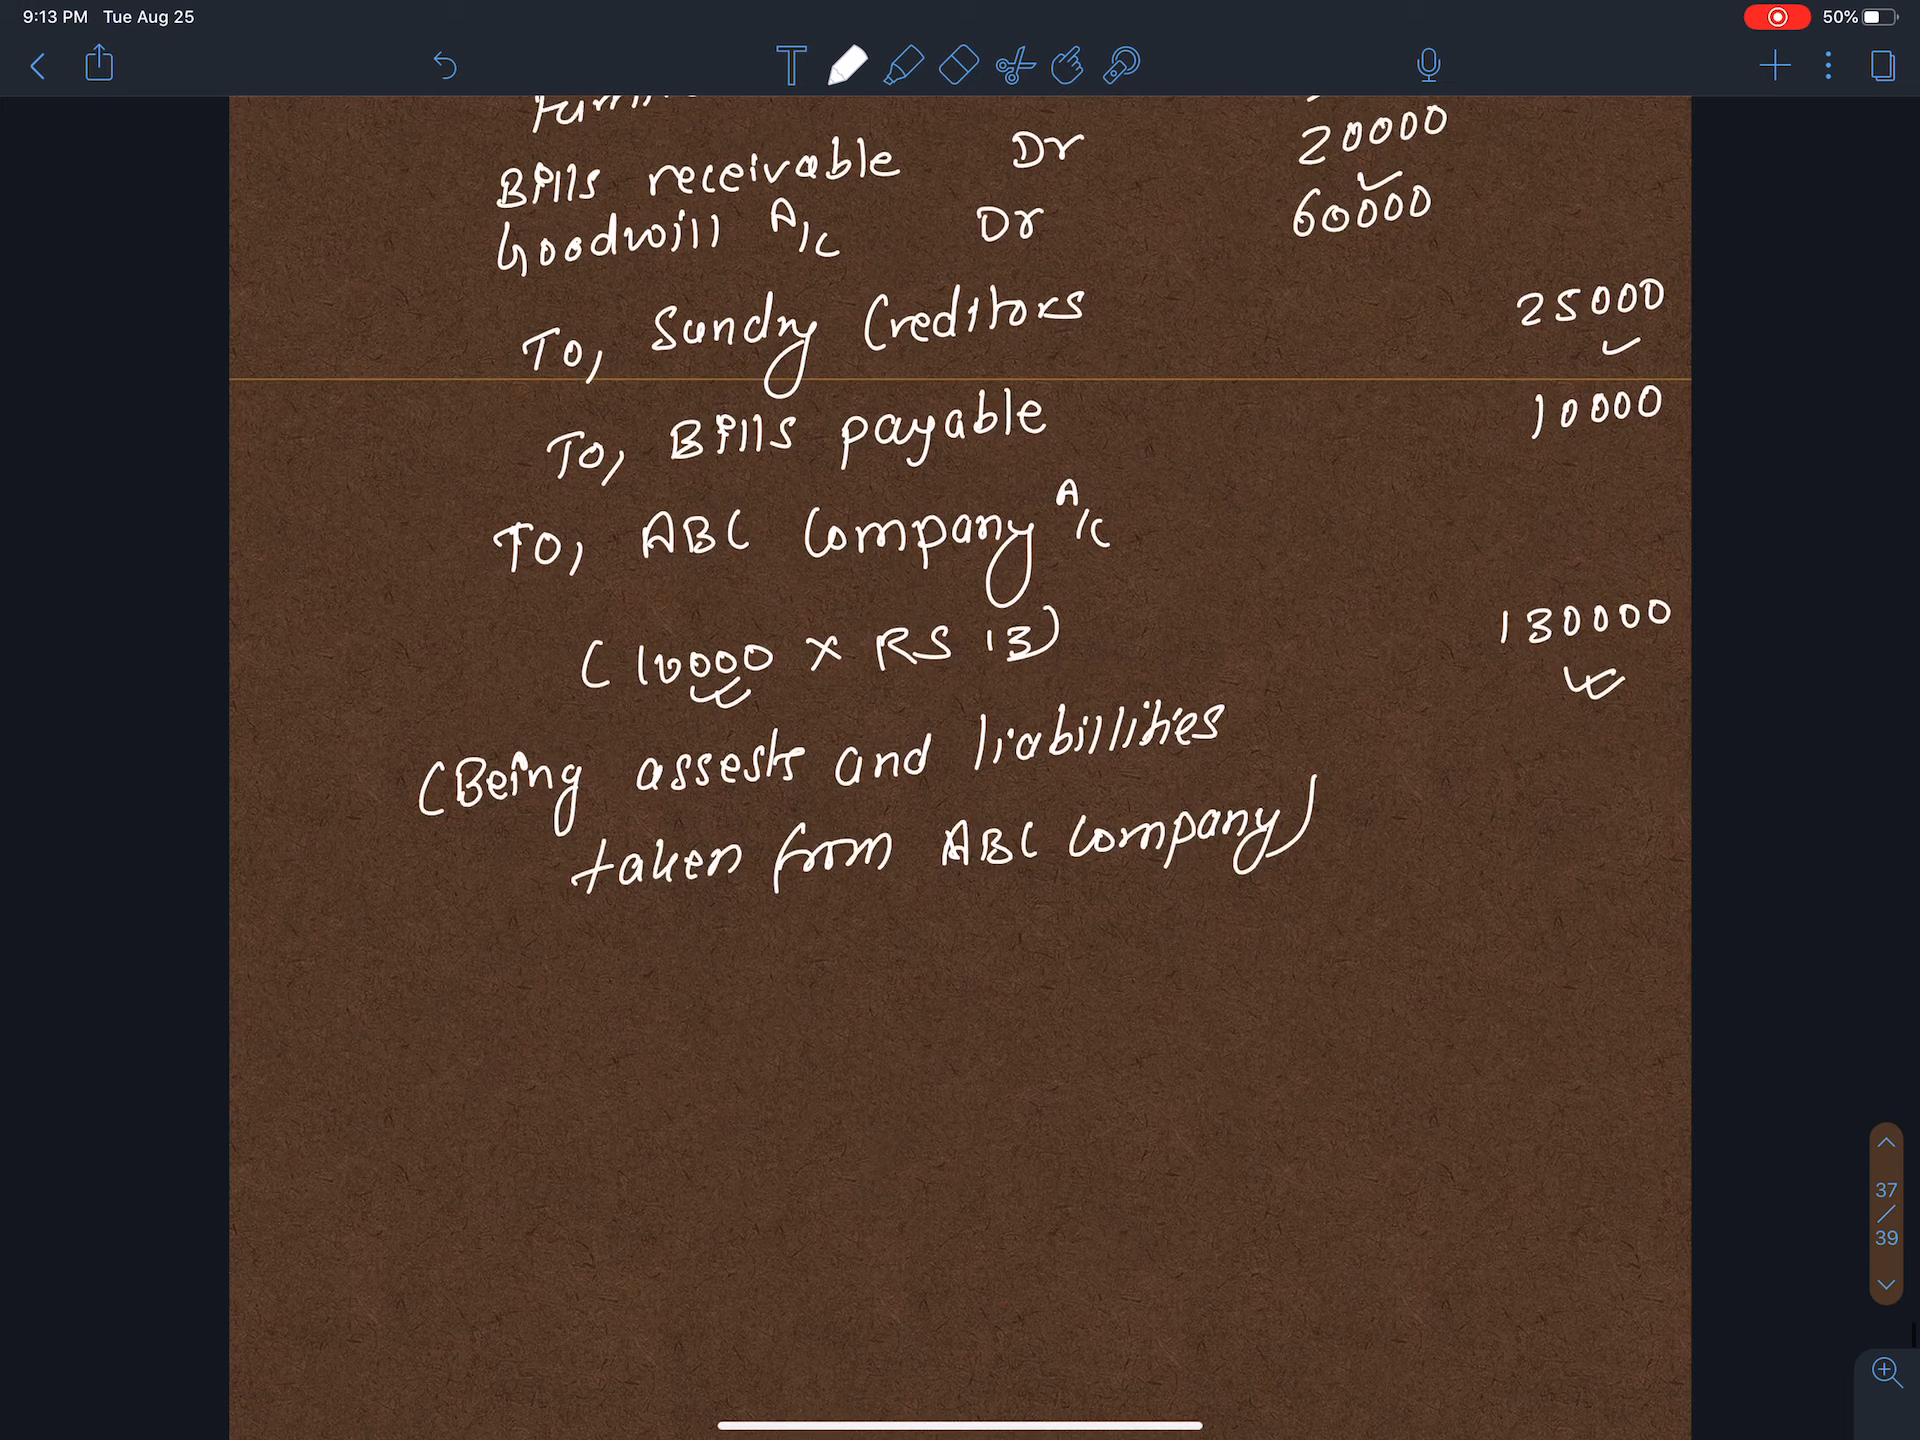 9:13 PM Tue Aug 25
50%
20000
Bills receivable Dr
60000
Goodwill A/c Dr
To, Sundry Creditors 25000
To, Bills payable 10000
To, ABC Company A/c
(10000 x RS 13) 130000
(Being assests and liabillities
taken from ABC Company)
37
/
39